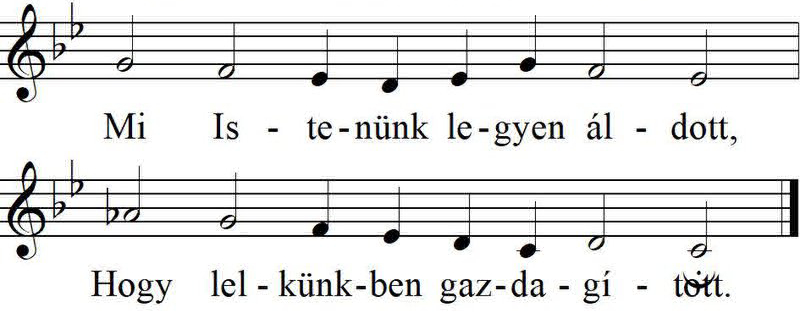 Mi Is - te - nünk le - gyen ál - dott,
Hogy lel - künk - ben gaz - da - gí - tott.